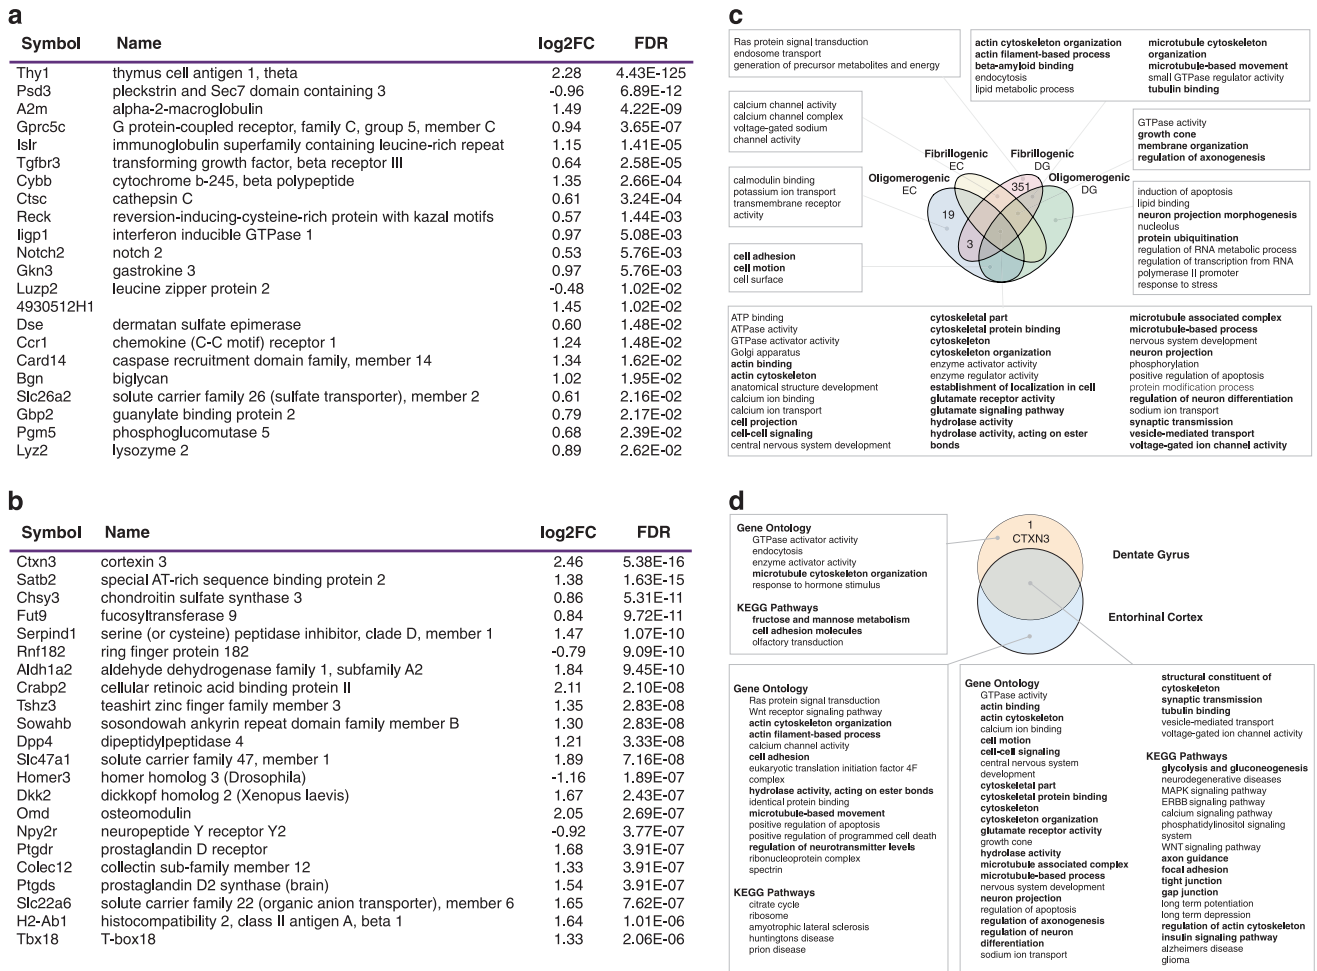 a
Symbol Name log2FC FDR
Thy1 thymus cell antigen 1, theta 2.28 4.43E-125
Psd3 pleckstrin and Sec7 domain containing 3 -0.96 6.89E-12
A2m alpha-2-macroglobulin 1.49 4.22E-09
Gprc5c G protein-coupled receptor, family C, group 5, member C 0.94 3.65E-07
Islr immunoglobulin superfamily containing leucine-rich repeat 1.15 1.41E-05
Tgfbr3 transforming growth factor, beta receptor III 0.64 2.58E-05
Cybb cytochrome b-245, beta polypeptide 1.35 2.66E-04
Ctsc cathepsin C 0.61 3.24E-04
Reck reversion-inducing-cysteine-rich protein with kazal motifs 0.57 1.44E-03
Iigp1 interferon inducible GTPase 1 0.97 5.08E-03
Notch2 notch 2 0.53 5.76E-03
Gkn3 gastrokine 3 0.97 5.76E-03
Luzp2 leucine zipper protein 2 -0.48 1.02E-02
4930512H1 1.45 1.02E-02
Dse dermatan sulfate epimerase 0.60 1.48E-02
Ccr1 chemokine (C-C motif) receptor 1 1.24 1.48E-02
Card14 caspase recruitment domain family, member 14 1.34 1.62E-02
Bgn biglycan 1.02 1.95E-02
Slc26a2 solute carrier family 26 (sulfate transporter), member 2 0.61 2.16E-02
Gbp2 guanylate binding protein 2 0.79 2.17E-02
Pgm5 phosphoglucomutase 5 0.68 2.39E-02
Lyz2 lysozyme 2 0.89 2.62E-02
b
Symbol Name log2FC FDR
Ctxn3 cortexin 3 2.46 5.38E-16
Satb2 special AT-rich sequence binding protein 2 1.38 1.63E-15
Chsy3 chondroitin sulfate synthase 3 0.86 5.31E-11
Fut9 fucosyltransferase 9 0.84 9.72E-11
Serpind1 serine (or cysteine) peptidase inhibitor, clade D, member 1 1.47 1.07E-10
Rnf182 ring finger protein 182 -0.79 9.09E-10
Aldh1a2 aldehyde dehydrogenase family 1, subfamily A2 1.84 9.45E-10
Crabp2 cellular retinoic acid binding protein II 2.11 2.10E-08
Tshz3 teashirt zinc finger family member 3 1.35 2.83E-08
Sowahb sosondowah ankyrin repeat domain family member B 1.30 2.83E-08
Dpp4 dipeptidylpeptidase 4 1.21 3.33E-08
Slc47a1 solute carrier family 47, member 1 1.89 7.16E-08
Homer3 homer homolog 3 (Drosophila) -1.16 1.89E-07
Dkk2 dickkopf homolog 2 (Xenopus laevis) 1.67 2.43E-07
Omd osteomodulin 2.05 2.69E-07
Npy2r neuropeptide Y receptor Y2 -0.92 3.77E-07
Ptgdr prostaglandin D receptor 1.68 3.91E-07
Colec12 collectin sub-family member 12 1.33 3.91E-07
Ptgds prostaglandin D2 synthase (brain) 1.54 3.91E-07
Slc22a6 solute carrier family 22 (organic anion transporter), member 6 1.65 7.62E-07
H2-Ab1 histocompatibility 2, class II antigen A, beta 1 1.64 1.01E-06
Tbx18 T-box18 1.33 2.06E-06
c
Ras protein signal transduction
endosome transport
generation of precursor metabolites and energy
actin cytoskeleton organization
actin filament-based process
beta-amyloid binding
endocytosis
lipid metabolic process
microtubule cytoskeleton
organization
microtubule-based movement
small GTPase regulator activity
tubulin binding
calcium channel activity
calcium channel complex
voltage-gated sodium
channel activity
GTPase activity
growth cone
membrane organization
regulation of axonogenesis
calmodulin binding
potassium ion transport
transmembrane receptor
activity
Fibrillogenic
EC
Fibrillogenic
DG
Oligomerogenic
EC
Oligomerogenic
DG
351
19
3
induction of apoptosis
lipid binding
neuron projection morphogenesis
nucleolus
protein ubiquitination
regulation of RNA metabolic process
regulation of transcription from RNA
polymerase II promoter
response to stress
cell adhesion
cell motion
cell surface
ATP binding
ATPase activity
GTPase activator activity
Golgi apparatus
actin binding
actin cytoskeleton
anatomical structure development
calcium ion binding
calcium ion transport
cell projection
cell-cell signaling
central nervous system development
cytoskeletal part
cytoskeletal protein binding
cytoskeleton
cytoskeleton organization
enzyme activator activity
enzyme regulator activity
establishment of localization in cell
glutamate receptor activity
glutamate signaling pathway
hydrolase activity
hydrolase activity, acting on ester
bonds
microtubule associated complex
microtubule-based process
nervous system development
neuron projection
phosphorylation
positive regulation of apoptosis
protein modification process
regulation of neuron differentiation
sodium ion transport
synaptic transmission
vesicle-mediated transport
voltage-gated ion channel activity
d
Gene Ontology
GTPase activator activity
endocytosis
enzyme activator activity
microtubule cytoskeleton organization
response to hormone stimulus
KEGG Pathways
fructose and mannose metabolism
cell adhesion molecules
olfactory transduction
1
CTXN3
Dentate Gyrus
Entorhinal Cortex
Gene Ontology
Ras protein signal transduction
Wnt receptor signaling pathway
actin cytoskeleton organization
actin filament-based process
calcium channel activity
cell adhesion
eukaryotic translation initiation factor 4F
complex
hydrolase activity, acting on ester bonds
identical protein binding
microtubule-based movement
positive regulation of apoptosis
positive regulation of programmed cell death
regulation of neurotransmitter levels
ribonucleoprotein complex
spectrin
KEGG Pathways
citrate cycle
ribosome
amyotrophic lateral sclerosis
huntingtons disease
prion disease
Gene Ontology
GTPase activity
actin binding
actin cytoskeleton
calcium ion binding
cell motion
cell-cell signaling
central nervous system
development
cytoskeletal part
cytoskeletal protein binding
cytoskeleton
cytoskeleton organization
glutamate receptor activity
growth cone
hydrolase activity
microtubule associated complex
microtubule-based process
nervous system development
neuron projection
regulation of apoptosis
regulation of axonogenesis
regulation of neuron
differentiation
sodium ion transport
structural constituent of
cytoskeleton
synaptic transmission
tubulin binding
vesicle-mediated transport
voltage-gated ion channel activity
KEGG Pathways
glycolysis and gluconeogenesis
neurodegenerative diseases
MAPK signaling pathway
ERBB signaling pathway
calcium signaling pathway
phosphatidylinositol signaling
system
WNT signaling pathway
axon guidance
focal adhesion
tight junction
gap junction
long term potentiation
long term depression
regulation of actin cytoskeleton
insulin signaling pathway
alzheimers disease
glioma